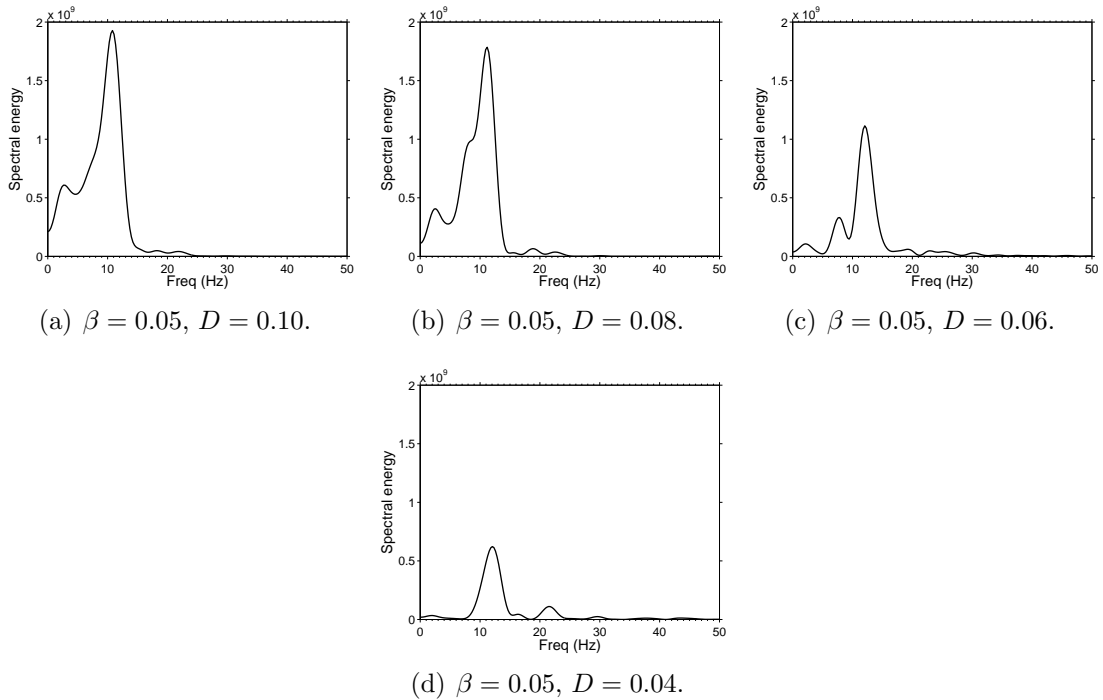 x 10^9
2
1.5
1
0.5
0
Spectral energy
0 10 20 30 40 50
Freq (Hz)
(a) β = 0.05, D = 0.10.
x 10^9
2
1.5
1
0.5
0
Spectral energy
0 10 20 30 40 50
Freq (Hz)
(b) β = 0.05, D = 0.08.
x 10^9
2
1.5
1
0.5
0
Spectral energy
0 10 20 30 40 50
Freq (Hz)
(c) β = 0.05, D = 0.06.
x 10^9
2
1.5
1
0.5
0
Spectral energy
0 10 20 30 40 50
Freq (Hz)
(d) β = 0.05, D = 0.04.